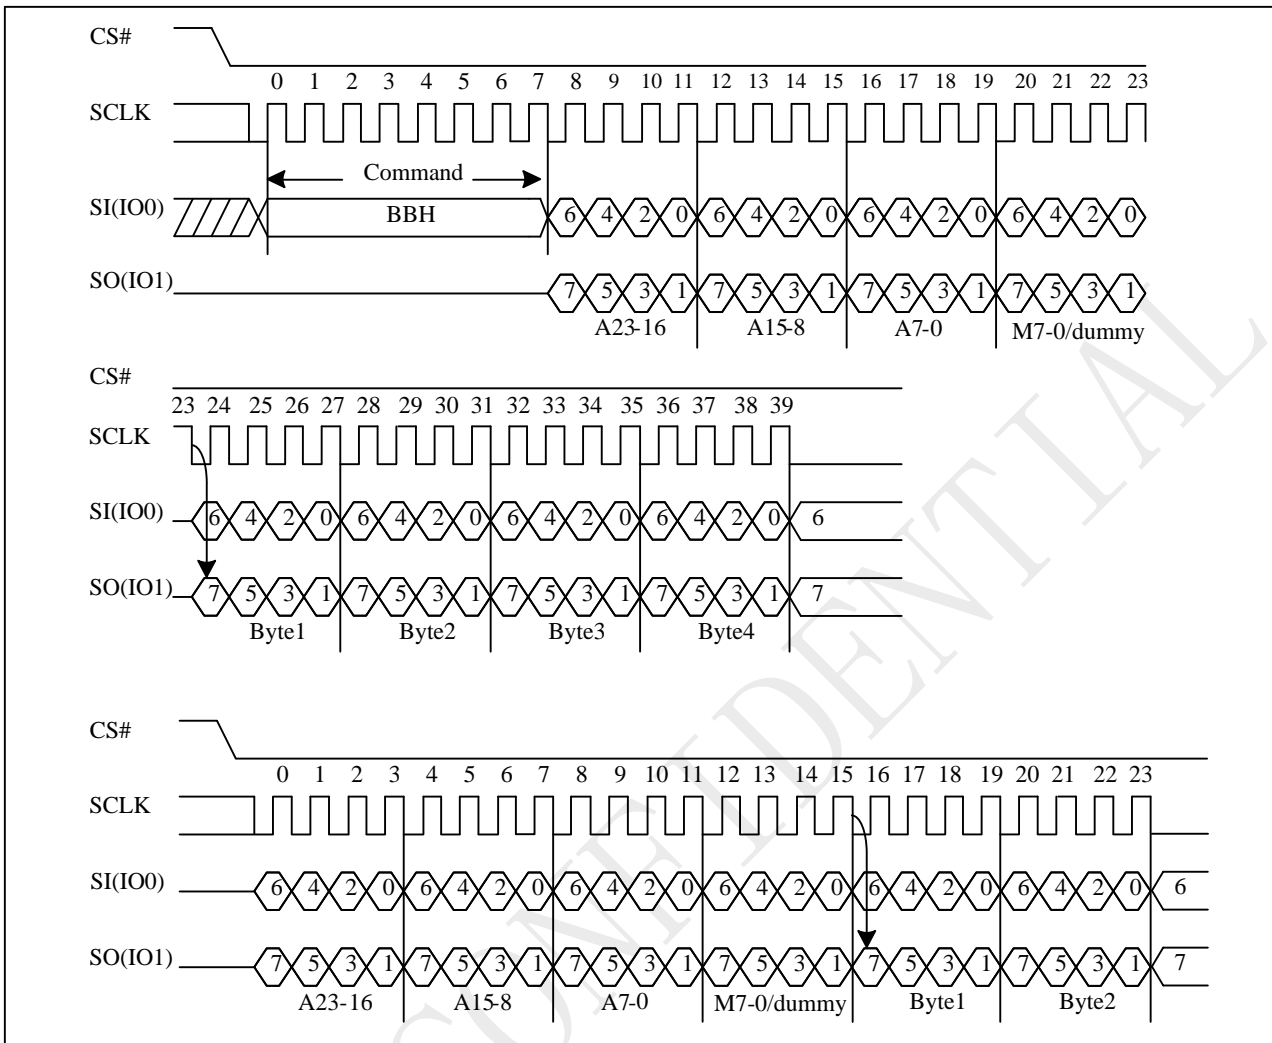 CS#
0 1 2 3 4 5 6 7 8 9 10 11 12 13 14 15 16 17 18 19 20 21 22 23
SCLK
Command
SI(IO0) BBH 6 4 2 0 6 4 2 0 6 4 2 0 6 4 2 0
SO(IO1) 7 5 3 1 7 5 3 1 7 5 3 1 7 5 3 1
A23-16 A15-8 A7-0 M7-0/dummy
CS#
23 24 25 26 27 28 29 30 31 32 33 34 35 36 37 38 39
SCLK
SI(IO0) 6 4 2 0 6 4 2 0 6 4 2 0 6 4 2 0 6
SO(IO1) 7 5 3 1 7 5 3 1 7 5 3 1 7 5 3 1 7
Byte1 Byte2 Byte3 Byte4
CS#
0 1 2 3 4 5 6 7 8 9 10 11 12 13 14 15 16 17 18 19 20 21 22 23
SCLK
SI(IO0) 6 4 2 0 6 4 2 0 6 4 2 0 6 4 2 0 6 4 2 0 6 4 2 0 6
SO(IO1) 7 5 3 1 7 5 3 1 7 5 3 1 7 5 3 1 7 5 3 1 7 5 3 1 7
A23-16 A15-8 A7-0 M7-0/dummy Byte1 Byte2
CONFIDENTIAL